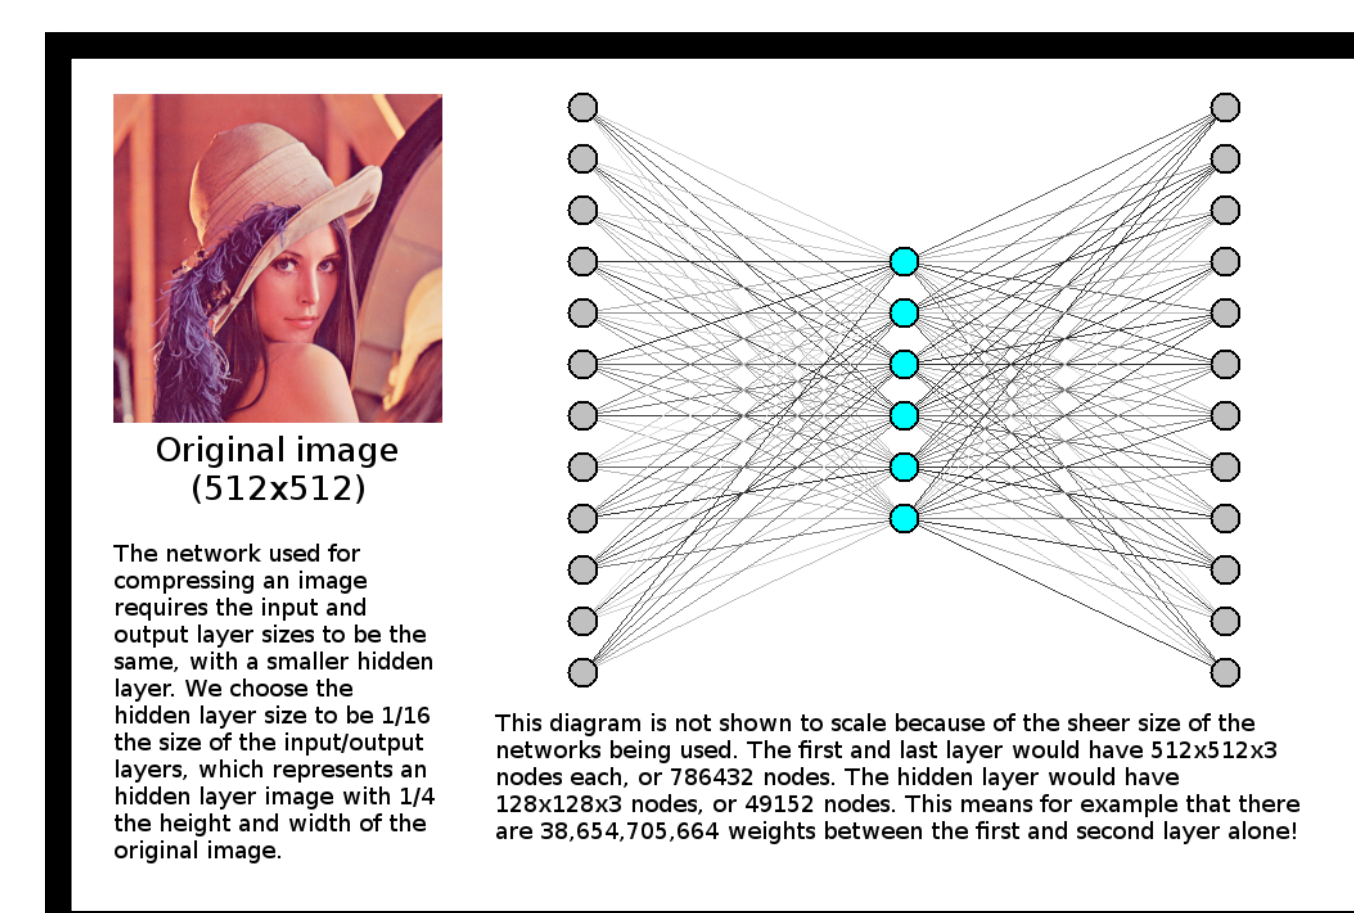 Original image
(512x512)
The network used for
compressing an image
requires the input and
output layer sizes to be the
same, with a smaller hidden
layer. We choose the
hidden layer size to be 1/16
the size of the input/output
layers, which represents an
hidden layer image with 1/4
the height and width of the
original image.
This diagram is not shown to scale because of the sheer size of the
networks being used. The first and last layer would have 512x512x3
nodes each, or 786432 nodes. The hidden layer would have
128x128x3 nodes, or 49152 nodes. This means for example that there
are 38,654,705,664 weights between the first and second layer alone!